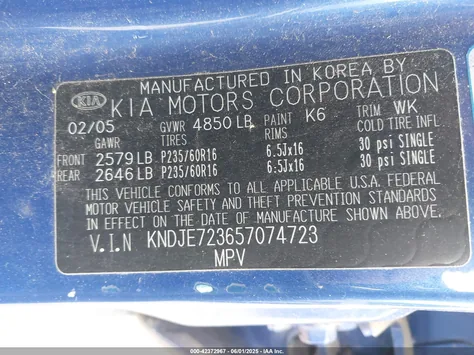 MANUFACTURED IN KOREA BY
KIA KIA MOTORS CORPORATION
02/05 GVWR 4850 LB PAINT K6 TRIM WK
GAWR TIRES RIMS COLD TIRE INFL
FRONT 2579 LB P235/60R16 6.5Jx16 30 psi SINGLE
REAR 2646 LB P235/60R16 6.5Jx16 30 psi SINGLE
THIS VEHICLE CONFORMS TO ALL APPLICABLE U.S.A. FEDERAL
MOTOR VEHICLE SAFETY AND THEFT PREVENTION STANDARDS
IN EFFECT ON THE DATE OF MANUFACTURE SHOWN ABOVE.
V.I.N KNDJE723657074723
MPV
000-42372967 - 06/01/2025 - IAA Inc.